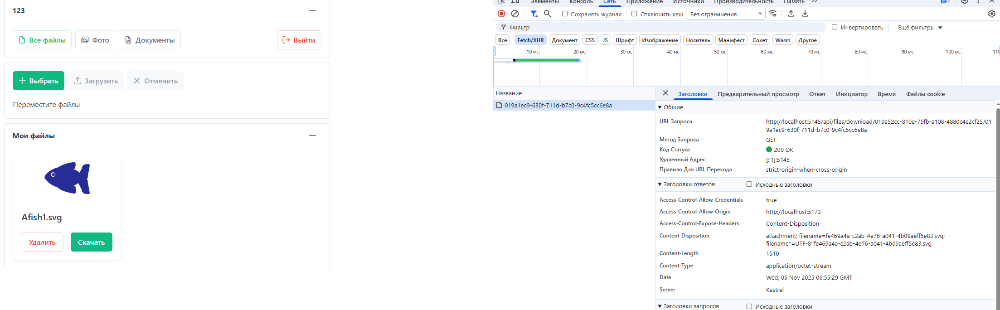 123
Все файлы Фото Документы Выйти
Выбрать Загрузить Отменить
Переместите файлы
Мои файлы
Afish1.svg
Удалить Скачать
Элементы Консоль Сеть Приложение Источники Производительность Память 2
Сохранять журнал Отключить кеш Без ограничения
Фильтр Инвертировать Ещё фильтры
Все Fetch/XHR Документ CSS JS Шрифт Изображение Носитель Манифест Сокет Wasm Другое
10 мс 20 мс 30 мс 40 мс 50 мс 60 мс 70 мс 80 мс 90 мс 100 мс
Название
019a1ec9-630f-711d-b7c0-9c4fc5cc6e8a
Заголовки Предварительный просмотр Ответ Инициатор Время Файлы cookie
Общие
URL Запроса http://localhost:5145/api/files/download/019a52cc-810e-75fb-a108-4880c4e2cf25/01
9a1ec9-630f-711d-b7c0-9c4fc5cc6e8a
Метод Запроса GET
Код Статуса 200 OK
Удаленный Адрес [::1]:5145
Правило Для URL Перехода strict-origin-when-cross-origin
Заголовки ответов Исходные заголовки
Access-Control-Allow-Credentials true
Access-Control-Allow-Origin http://localhost:5173
Access-Control-Expose-Headers Content-Disposition
Content-Disposition attachment; filename=fe469a4a-c2ab-4e76-a041-4b09aeff5e83.svg;
filename*=UTF-8''fe469a4a-c2ab-4e76-a041-4b09aeff5e83.svg
Content-Length 1510
Content-Type application/octet-stream
Date Wed, 05 Nov 2025 06:55:29 GMT
Server Kestrel
Заголовки запросов Исходные заголовки